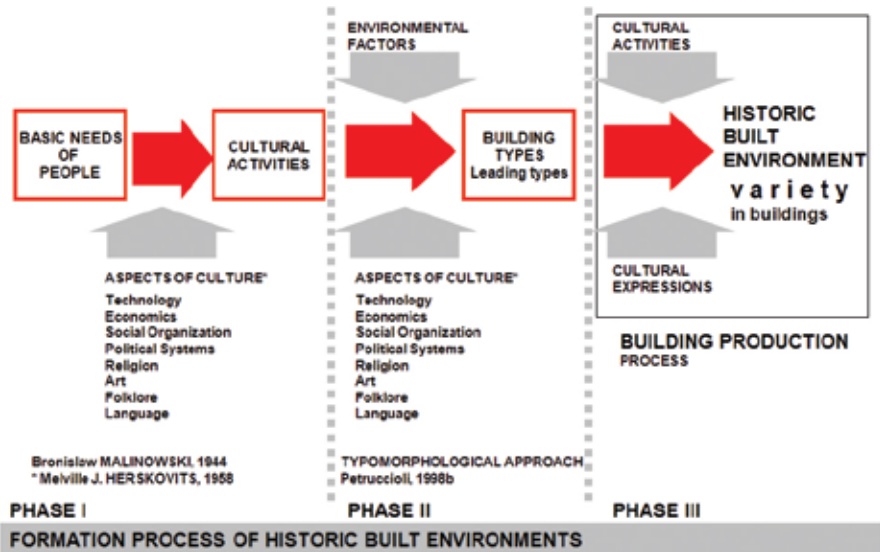 BASIC NEEDS
OF
PEOPLE
CULTURAL
ACTIVITIES
ASPECTS OF CULTURE*
Technology
Economics
Social Organization
Political Systems
Religion
Art
Folklore
Language
Bronislaw MALINOWSKI, 1944
* Melville J. HERSKOVITS, 1958
PHASE I
ENVIRONMENTAL
FACTORS
BUILDING
TYPES
Leading types
ASPECTS OF CULTURE*
Technology
Economics
Social Organization
Political Systems
Religion
Art
Folklore
Language
TYPOMORPHOLOGICAL APPROACH
Petruccioli, 1998b
PHASE II
CULTURAL
ACTIVITIES
HISTORIC
BUILT
ENVIRONMENT
variety
in buildings
CULTURAL
EXPRESSIONS
BUILDING PRODUCTION
PROCESS
PHASE III
FORMATION PROCESS OF HISTORIC BUILT ENVIRONMENTS